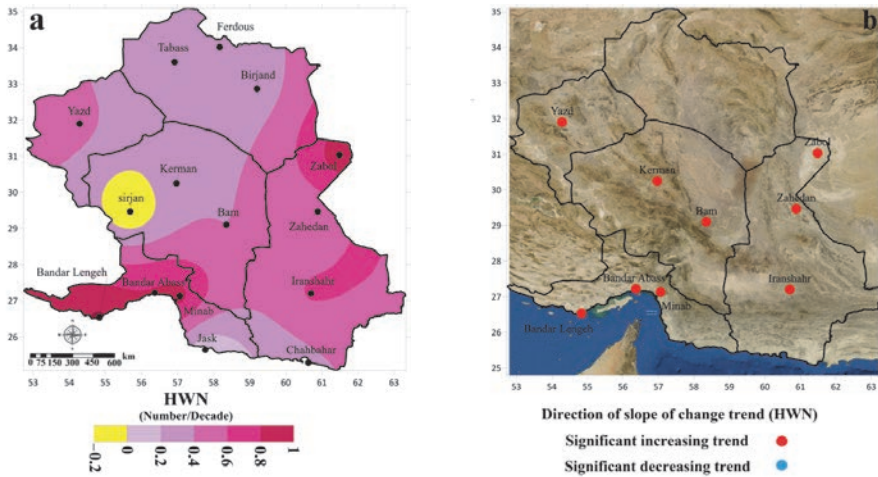 a
35
34
33
32
31
30
29
28
27
26
Ferdous
Tabass
Birjand
Yazd
Zabol
Kerman
sirjan
Bam
Zahedan
Bandar Lengeh
Bandar Abass
Iranshahr
Minab
Jask
Chahbahar
0 75 150 300 450 600
km
53 54 55 56 57 58 59 60 61 62 63
HWN
(Number/Decade)
-0.2 0 0.2 0.4 0.6 0.8 1
b
35
34
33
32
31
30
29
28
27
26
25
Yazd
Zabol
Kerman
Zahedan
Bam
Bandar Abass
Iranshahr
Minab
Bandar Lengeh
53 54 55 56 57 58 59 60 61 62 63
Direction of slope of change trend (HWN)
Significant increasing trend
Significant decreasing trend